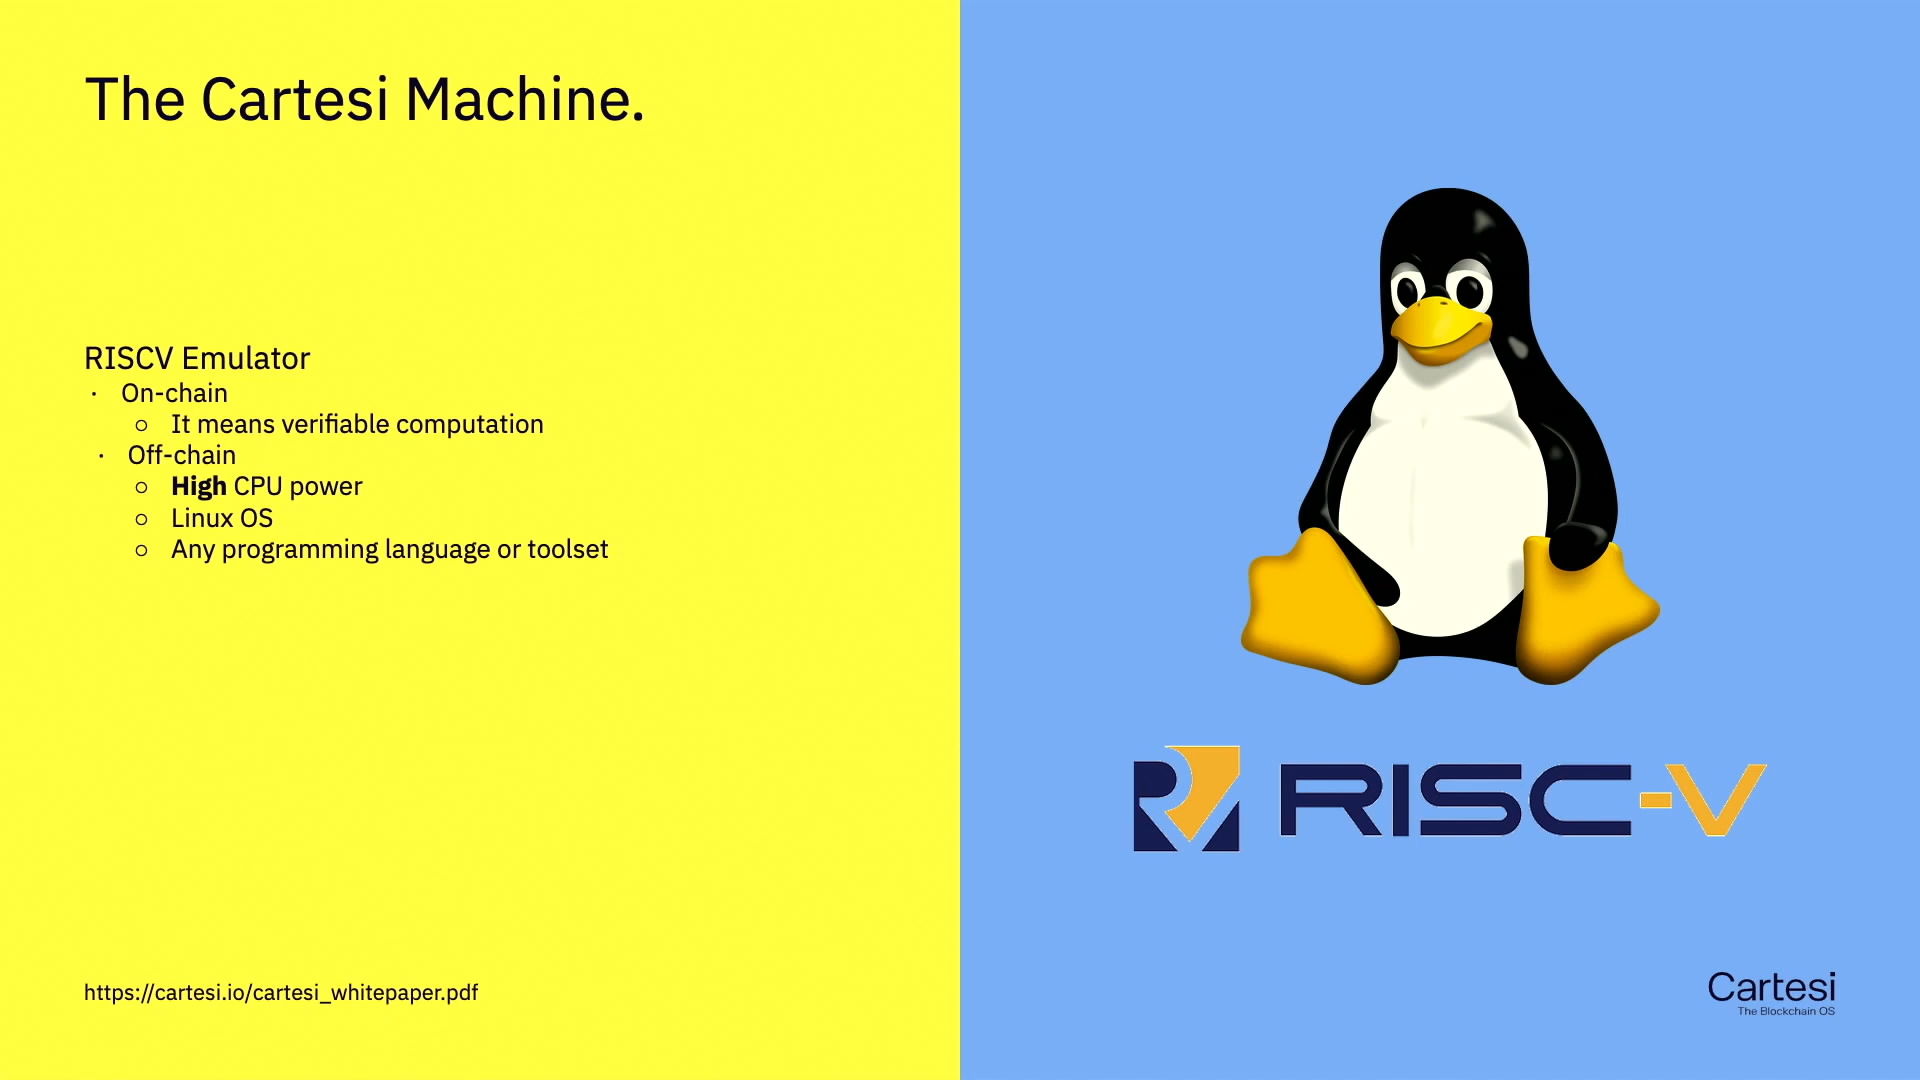 The Cartesi Machine.
RISCV Emulator
· On-chain
○ It means verifiable computation
· Off-chain
○ High CPU power
○ Linux OS
○ Any programming language or toolset
https://cartesi.io/cartesi_whitepaper.pdf
RISC-V
Cartesi
The Blockchain OS